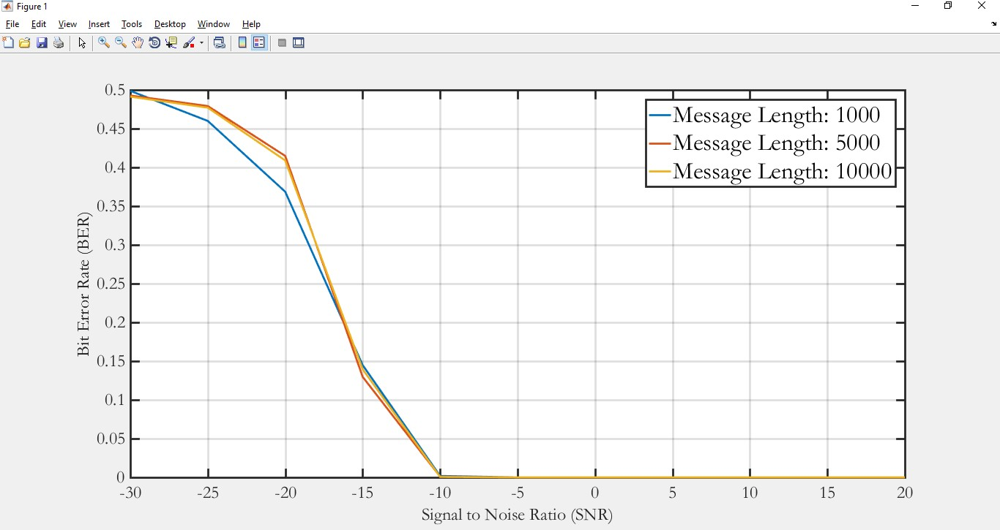 Figure 1
File Edit View Insert Tools Desktop Window Help
0.5
0.45
0.4
0.35
0.3
0.25
0.2
0.15
0.1
0.05
0
Bit Error Rate (BER)
Message Length: 1000
Message Length: 5000
Message Length: 10000
-30 -25 -20 -15 -10 -5 0 5 10 15 20
Signal to Noise Ratio (SNR)